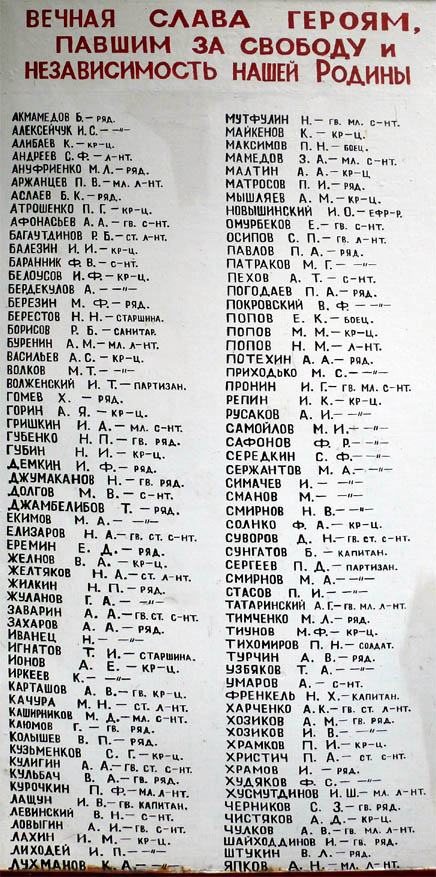 ВЕЧНАЯ СЛАВА ГЕРОЯМ,
ПАВШИМ ЗА СВОБОДУ и
НЕЗАВИСИМОСТЬ НАШЕЙ РОДИНЫ
АКМАМЕДОВ Б.– РЯД.
АЛЕКСЕЙЧУК И.С. – –"–
АЛИБАЕВ К.– КР-Ц.
АНДРЕЕВ С.Ф.– Л-НТ.
АНУФРИЕНКО М.Л.– РЯД.
АРЖАНЦЕВ П.В.– МЛ. Л-НТ.
АСЛАЕВ Б.К.– РЯД.
АТРОШЕНКО П.Г.– КР-Ц.
АФОНАСЬЕВ А.А.– ГВ. С-НТ.
БАГАУТДИНОВ Р.Б.– СТ. Л-НТ.
БАЛЕЗИН И.И.– КР-Ц.
БАРАННИК Ф.В.– С-НТ.
БЕЛОУСОВ И.Ф.– КР-Ц.
БЕРДЕКУЛОВ А.– –"–
БЕРЕЗИН М.Ф.– РЯД.
БЕРЕСТОВ Н.Н.– СТАРШИНА.
БОРИСОВ Р.Б.– САНИТАР.
БУРЕНИН А.М.– МЛ. Л-НТ.
ВАСИЛЬЕВ А.С.– КР-Ц.
ВОЛКОВ М.Т.– –"–
ВОЛЖЕНСКИЙ И.Т.– ПАРТИЗАН.
ГОМЕВ Х.– РЯД.
ГОРИН А.Я.– КР-Ц.
ГРИШКИН И.А.– МЛ. С-НТ.
ГУБЕНКО Н.П.– ГВ. РЯД.
ГУБИН Н.И.– КР-Ц.
ДЕМКИН И.Ф.– РЯД.
ДЖУМАКАНОВ Н.– ГВ. РЯД.
ДОЛГОВ М.В.– С-НТ.
ДЖАМБЕЛИБОВ Т.– РЯД.
ЕКИМОВ М.А.– –"–
ЕЛИЗАРОВ Н.А.– ГВ. СТ. С-НТ.
ЕРЕМИН Е.Д.– РЯД.
ЖЕЛНОВ В.А.– КР-Ц.
ЖЕЛТЯКОВ Н.А.– СТ. Л-НТ.
ЖИЛКИН Н.П.– РЯД.
ЖУЛАНОВ Г.А.– –"–
ЗАВАРИН А.А.– ГВ. СТ. С-НТ.
ЗАХАРОВ А.А.– РЯД.
ИВАНЕЦ Н.– –"–
ИГНАТОВ Т.И.– СТАРШИНА.
ИОНОВ А.Е.– КР-Ц.
ИРКЕЕВ К.– –"–
КАРТАШОВ А.В.– ГВ. КР-Ц.
КАЧУРА М.Н.– СТ. Л-НТ.
КАШИРНИКОВ М.Д.– МЛ. С-НТ.
КАЮМОВ Г.– ГВ. РЯД.
КОЛЫШЕВ В.П.– РЯД.
КУЗЬМЕНКОВ С.Г.– КР-Ц.
КУЛИГИН А.А.– ГВ. СТ. С-НТ.
КУЛЬБАЧ В.А.– ГВ. РЯД.
КУРОЧКИН П.Ф.– МЛ. Л-НТ.
ЛАЩУН И.В.– ГВ. КАПИТАН.
ЛЕВИНСКИЙ В.Н.– С-НТ.
ЛОВЫГИН А.И.– ГВ. С-НТ.
ЛАХИН И.М.– КР-Ц.
ЛИХОДЕЙ И.П.– –"–
ЛУХМАНОВ К.А.– РЯД.
МУТФУЛИН Н.– ГВ. МЛ. С-НТ.
МАЙКЕНОВ К.– КР-Ц.
МАКСИМОВ П.Н.– БОЕЦ.
МАМЕДОВ З.А.– МЛ. С-НТ.
МАЛТИН А.А.– КР-Ц.
МАТРОСОВ П.И.– РЯД.
МЫШЛЯЕВ А.М.– КР-Ц.
НОВЫШИНСКИЙ И.О.– ЕФР-Р.
ОМУРБЕКОВ Е.– ГВ. С-НТ.
ОСИПОВ С.П.– ГВ. Л-НТ.
ПАВЛОВ П.А.– РЯД.
ПАТРАКОВ М.Г.– –"–
ПЕХОВ А.Т.– С-НТ.
ПОГОДАЕВ П.А.– РЯД.
ПОКРОВСКИЙ В.Ф.– –"–
ПОПОВ Е.К.– БОЕЦ.
ПОПОВ М.М.– КР-Ц.
ПОПОВ Н.М.– Л-НТ.
ПОТЕХИН А.А.– РЯД.
ПРИХОДЬКО М.С.– –"–
ПРОНИН И.Г.– ГВ. МЛ. С-НТ.
РЕПИН И.К.– КР-Ц.
РУСАКОВ А.И.– –"–
САМОЙЛОВ М.И.– –"–
САФОНОВ Ф.Р.– –"–
СЕРЕДКИН С.Ф.– –"–
СЕРЖАНТОВ М.А.– –"–
СИМАЧЕВ И.– –"–
СМАНОВ М.– –"–
СМИРНОВ Н.В.– –"–
СОЛНКО Ф.А.– КР-Ц.
СУВОРОВ Д.Н.– ГВ. СТ. С-НТ.
СУНГАТОВ Б.– КАПИТАН.
СЕРГЕЕВ П.Д.– ПАРТИЗАН.
СМИРНОВ М.А.– –"–
СТАСОВ П.И.– –"–
ТАТАРИНСКИЙ А.Г.– ГВ. МЛ. Л-НТ.
ТИМЧЕНКО М.Л.– РЯД.
ТИУНОВ М.Ф.– КР-Ц.
ТИХОМИРОВ П.Н.– СОЛДАТ.
ТУРЧИН А.В.– РЯД.
УЗБЯКОВ Т.А.– –"–
УМАРОВ А.– С-НТ.
ФРЕНКЕЛЬ Н.Х.– КАПИТАН.
ХАРЧЕНКО А.К.– ГВ. СТ. Л-НТ.
ХОЗИКОВ А.М.– ГВ. РЯД.
ХОЗИКОВ И.В.– –"–
ХРАМКОВ П.И.– КР-Ц.
ХРИСТИЧ П.А.– СТ. С-НТ.
ХРАМОВ И.– РЯД.
ХУДЯКОВ Ф.С.– –"–
ХУСМУТДИНОВ И.Ш.– МЛ. Л-НТ.
ЧЕРНИКОВ С.З.– ГВ. РЯД.
ЧИСТЯКОВ А.Д.– КР-Ц.
ЧУЛКОВ А.В.– ГВ. МЛ. Л-НТ.
ШАЙХОДДИНОВ И.– ГВ. РЯД.
ШТУКИН В.Л.– РЯД.
ЯПКОВ А.Н.– МЛ. Л-НТ.